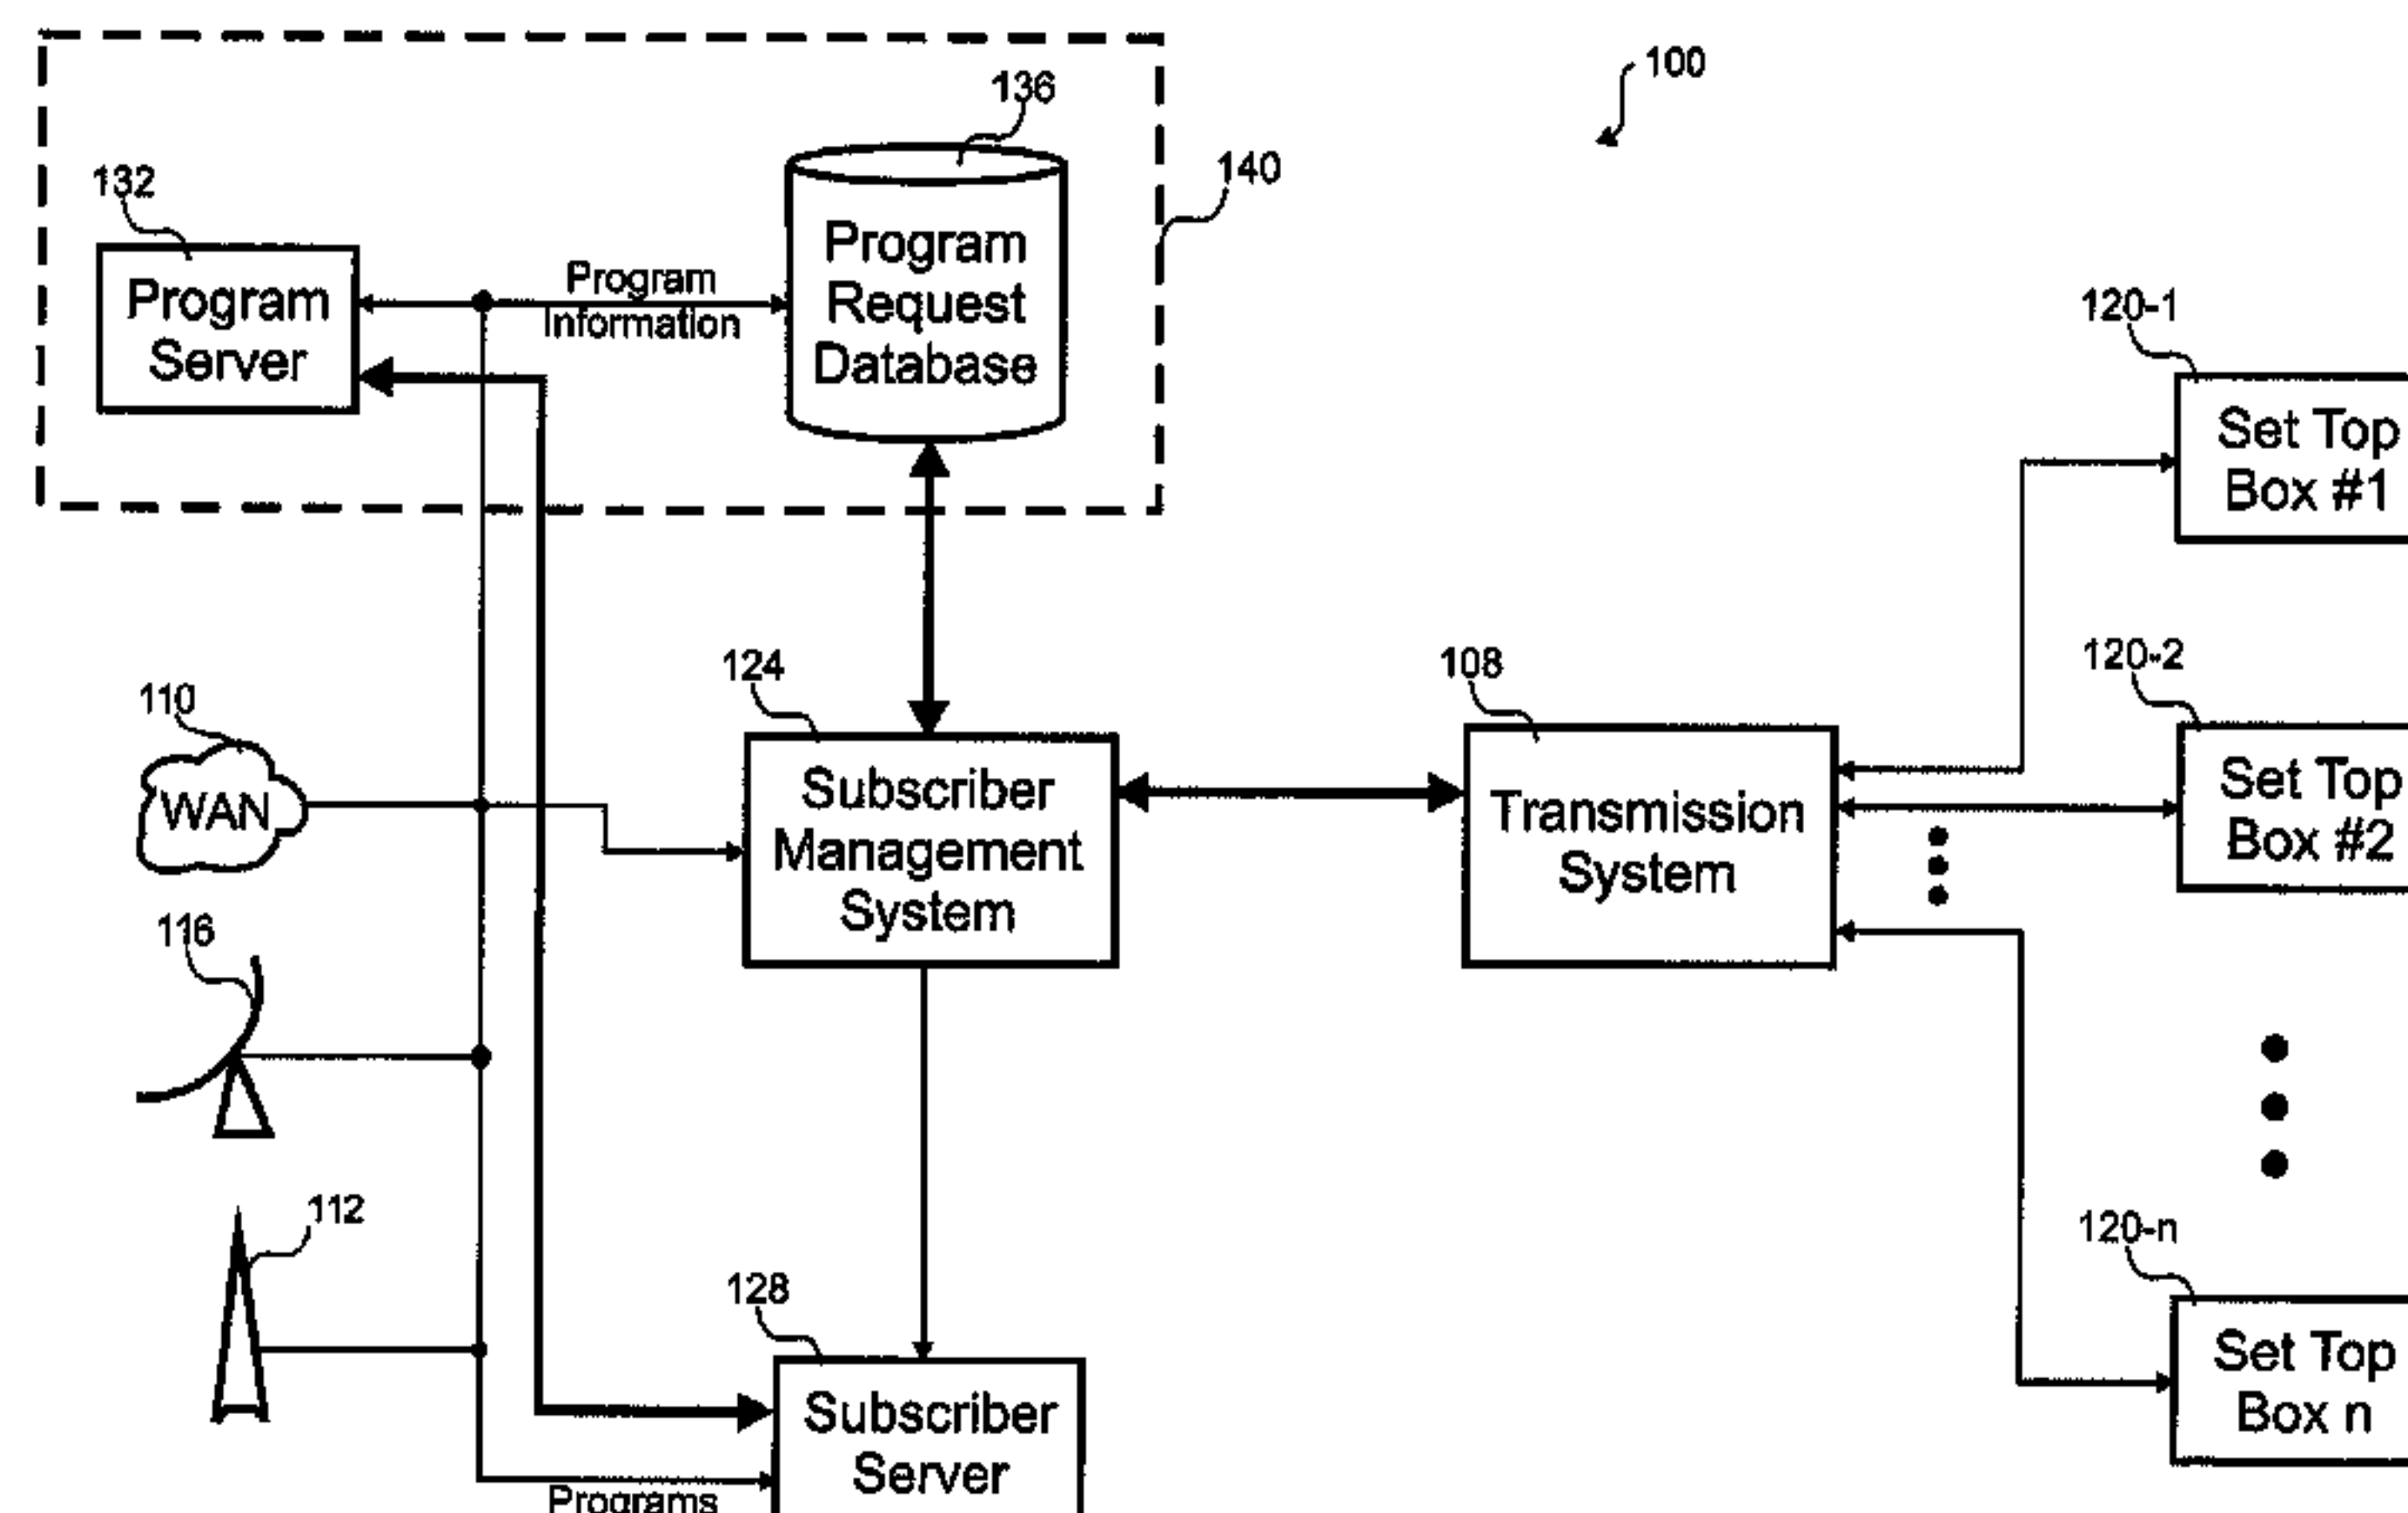 100
136
140
132
Program
Server
Program
Information
Program
Request
Database
120-1
Set Top
Box #1
110
WAN
124
Subscriber
Management
System
108
Transmission
System
120-2
Set Top
Box #2
116
112
128
Subscriber
Server
Programs
120-n
Set Top
Box n